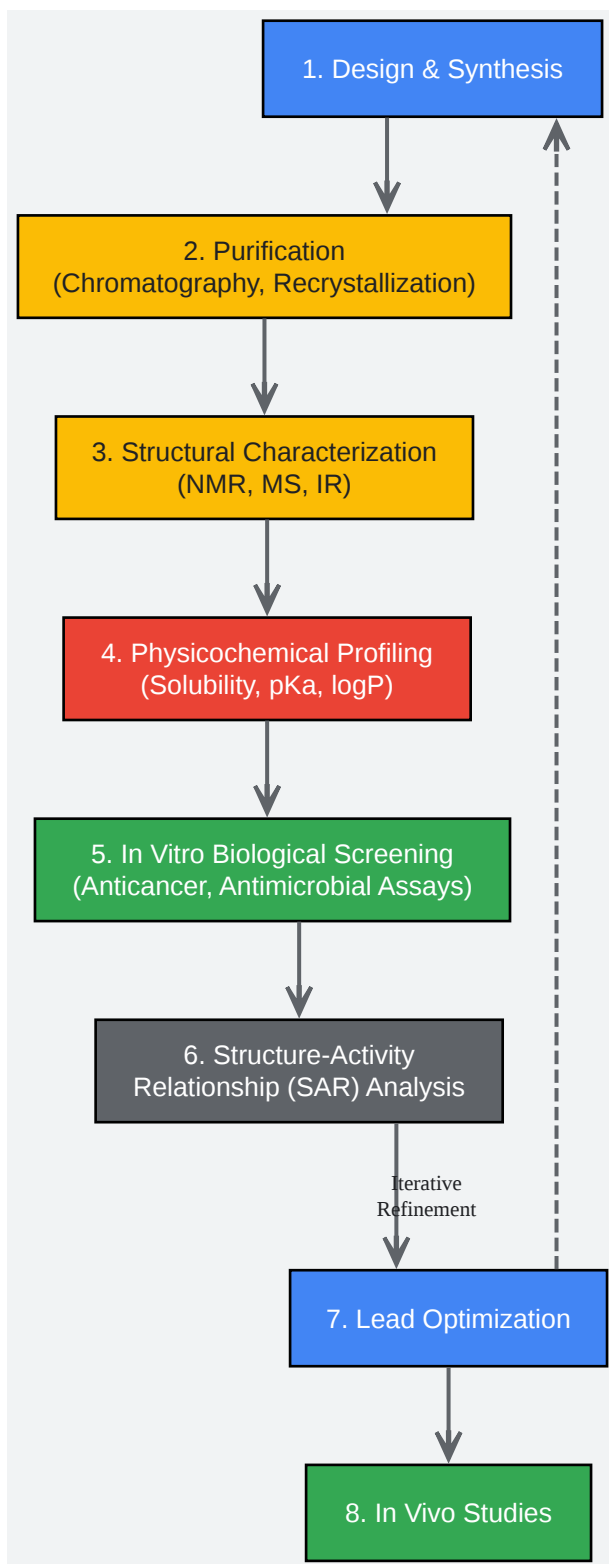 1. Design & Synthesis
2. Purification
(Chromatography, Recrystallization)
3. Structural Characterization
(NMR, MS, IR)
4. Physicochemical Profiling
(Solubility, pKa, logP)
5. In Vitro Biological Screening
(Anticancer, Antimicrobial Assays)
6. Structure-Activity
Relationship (SAR) Analysis
Iterative
Refinement
7. Lead Optimization
8. In Vivo Studies